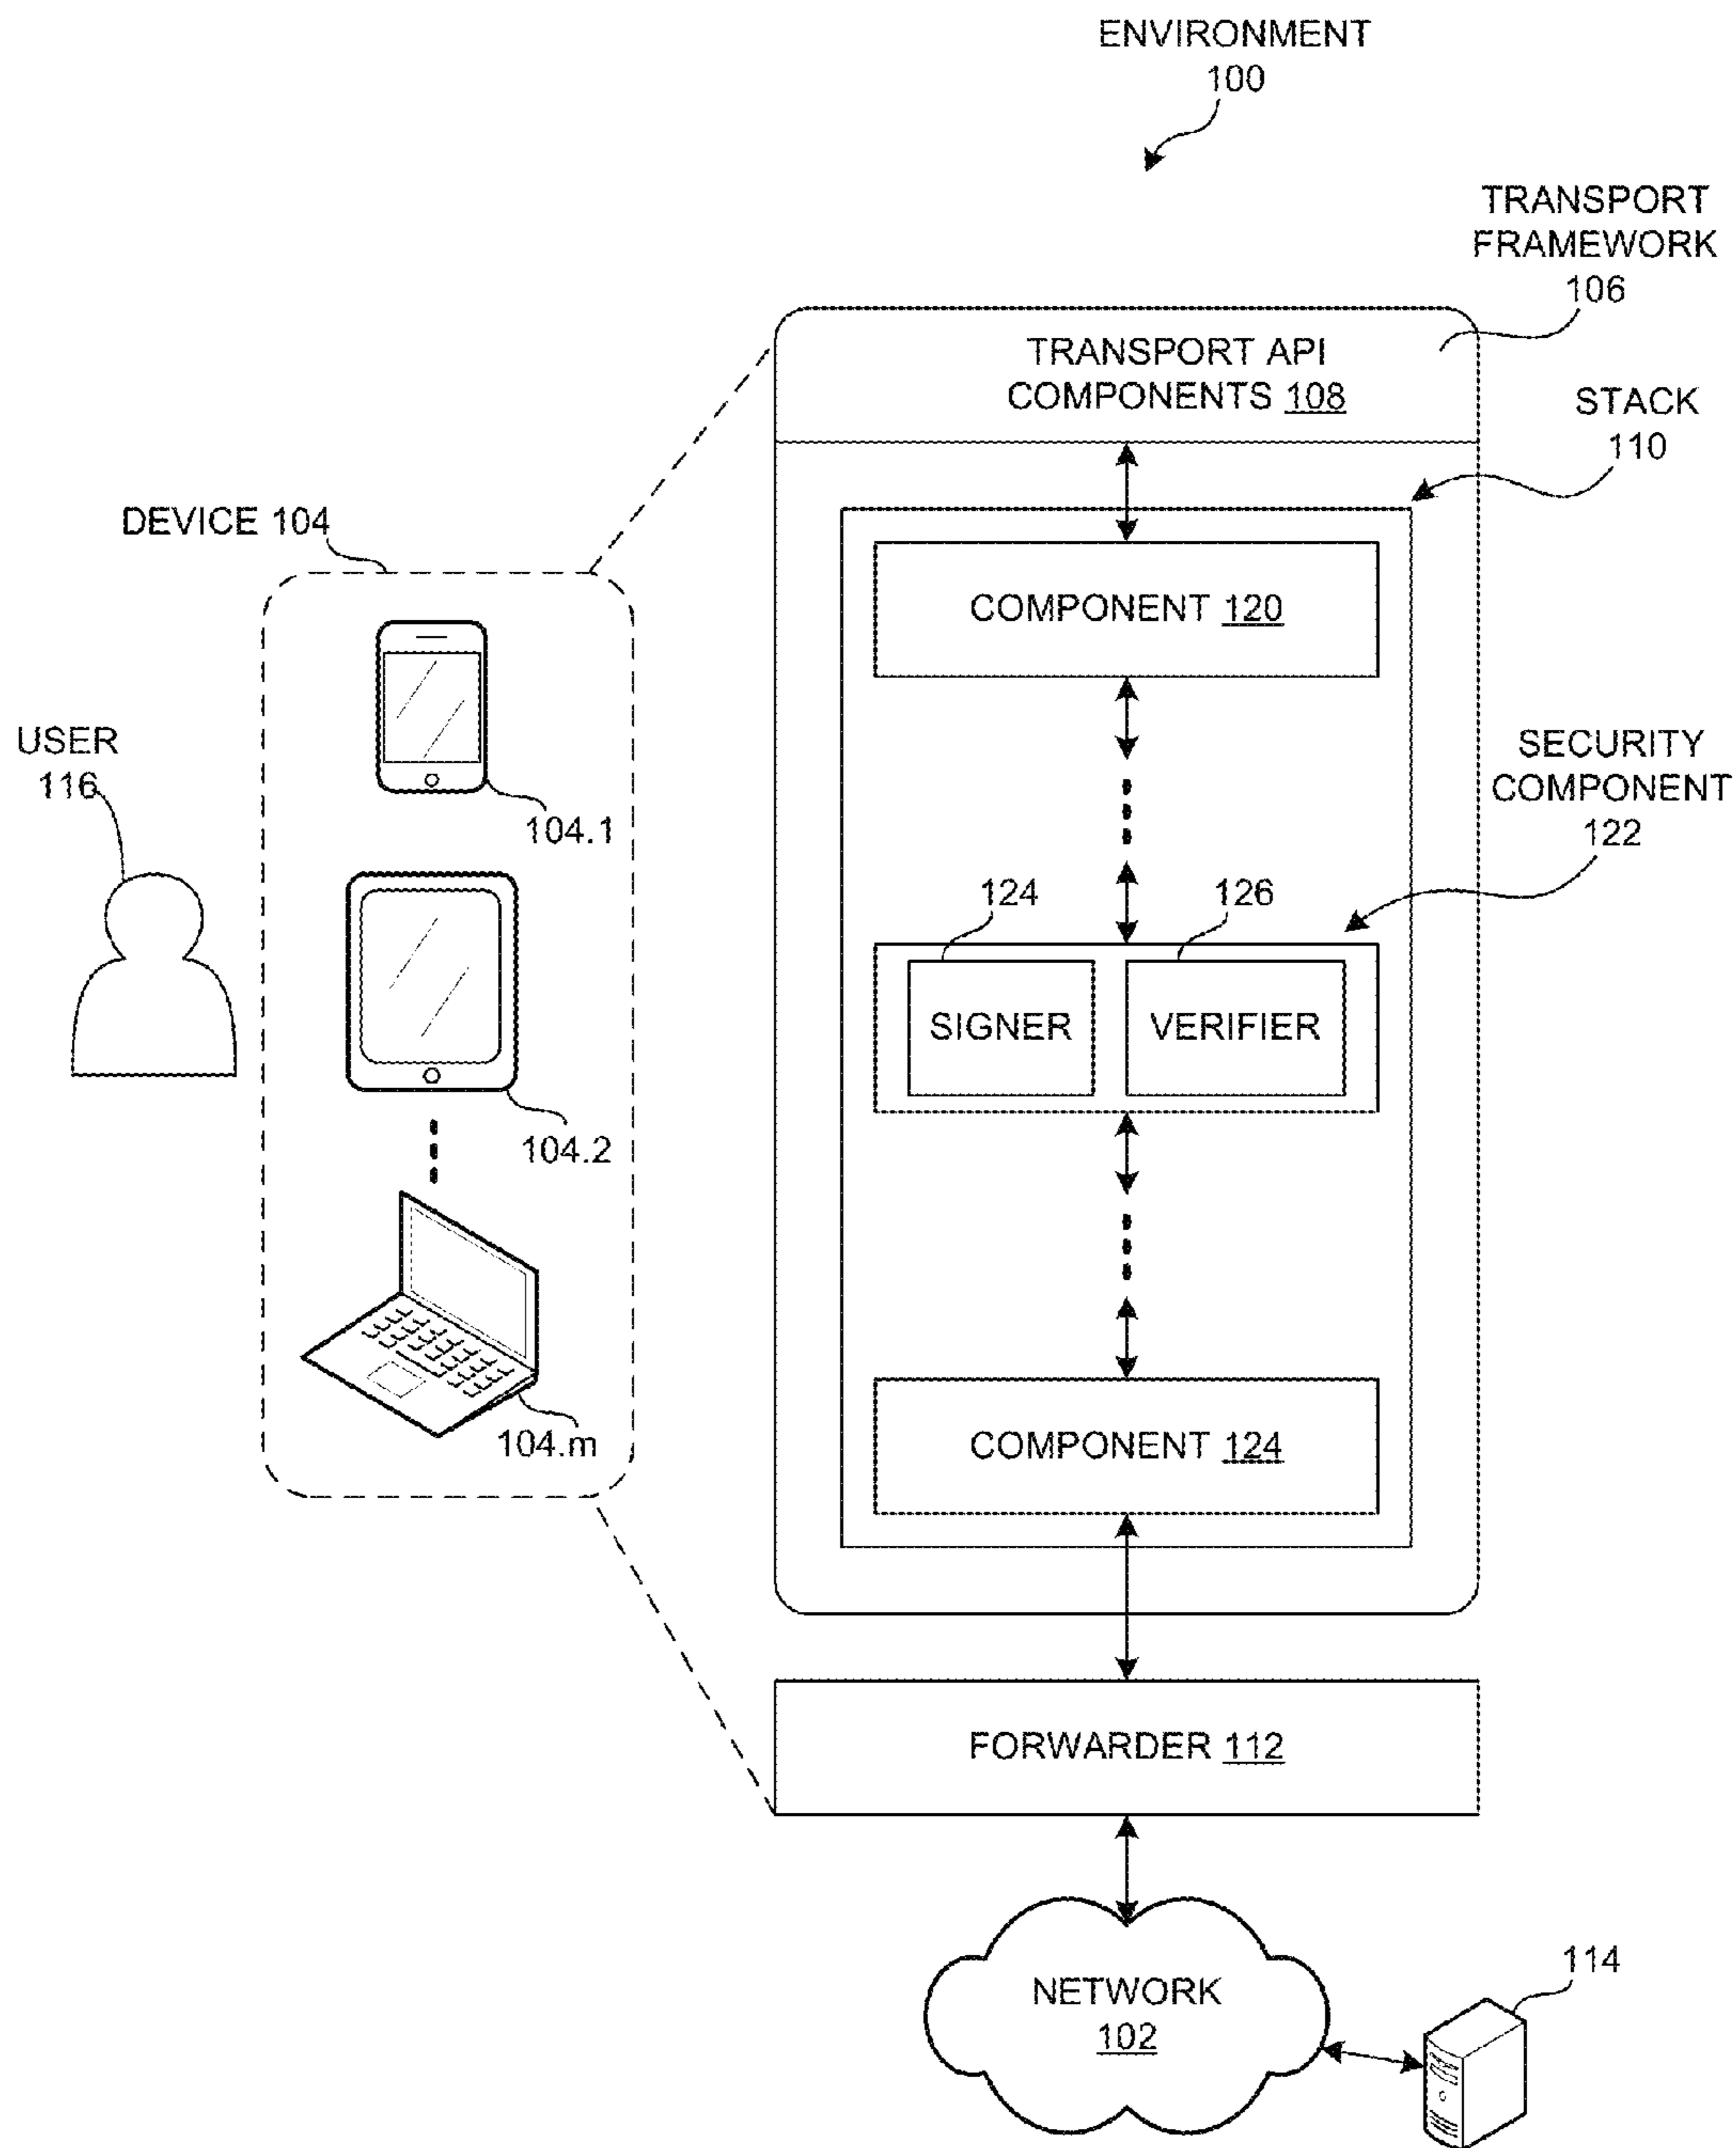 ENVIRONMENT
100
TRANSPORT
FRAMEWORK
106
TRANSPORT API
COMPONENTS 108
STACK
110
DEVICE 104
COMPONENT 120
USER
116
104.1
SECURITY
COMPONENT
122
124
126
SIGNER
VERIFIER
104.2
104.m
COMPONENT 124
FORWARDER 112
NETWORK
102
114